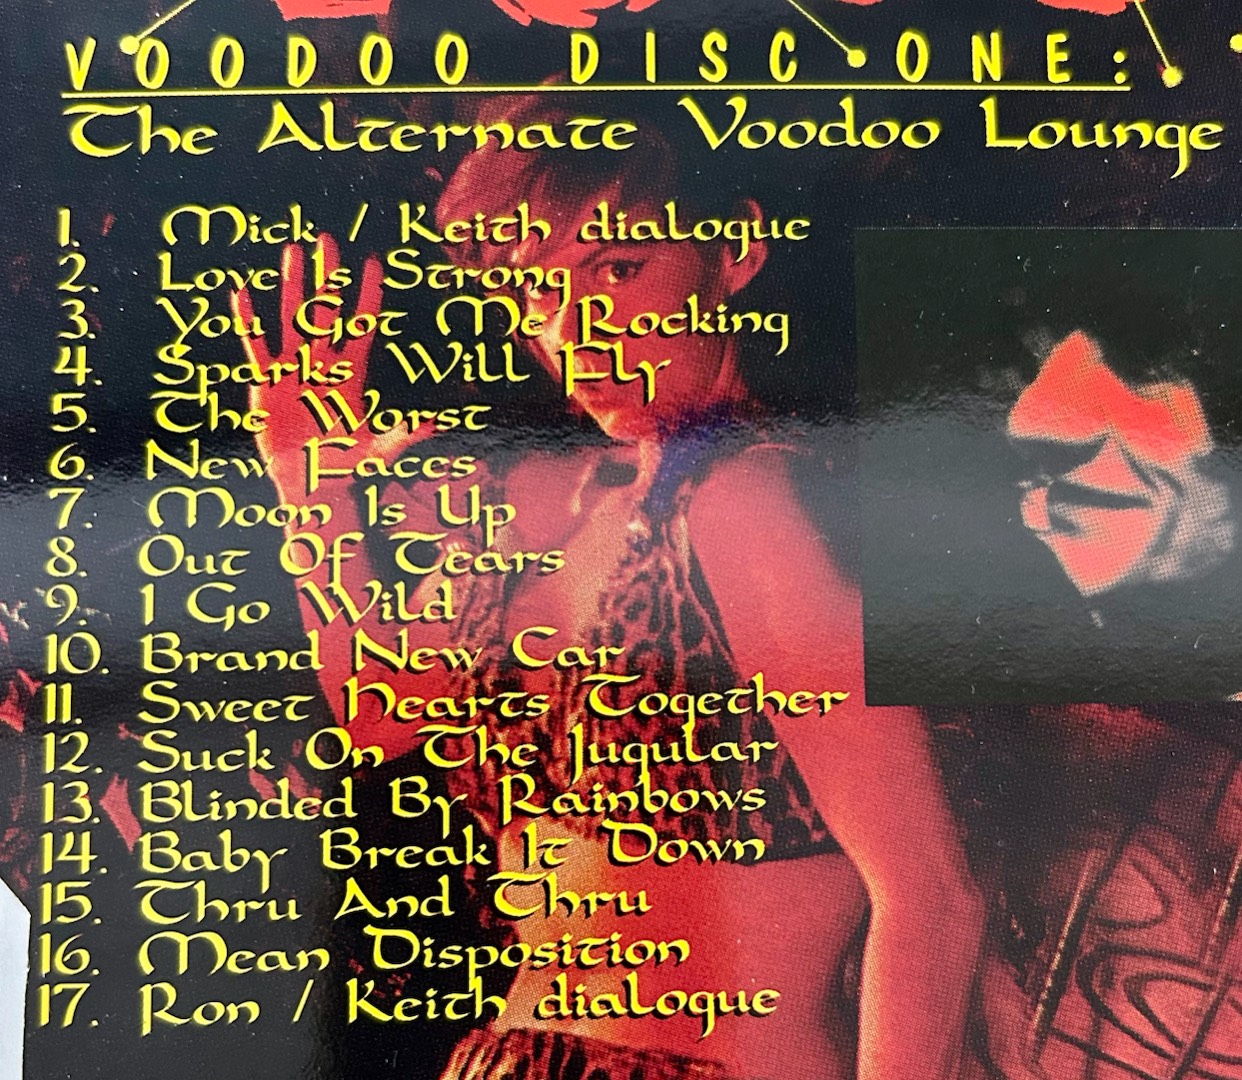 VOODOO DISC ONE:
The Alternate Voodoo Lounge
1. Mick / Keith dialogue
2. Love Is Strong
3. You Got Me Rocking
4. Sparks Will Fly
5. The Worst
6. New Faces
7. Moon Is Up
8. Out Of Tears
9. I Go Wild
10. Brand New Car
11. Sweet Hearts Together
12. Suck On The Jugular
13. Blinded By Rainbows
14. Baby Break It Down
15. Thru And Thru
16. Mean Disposition
17. Ron / Keith dialogue